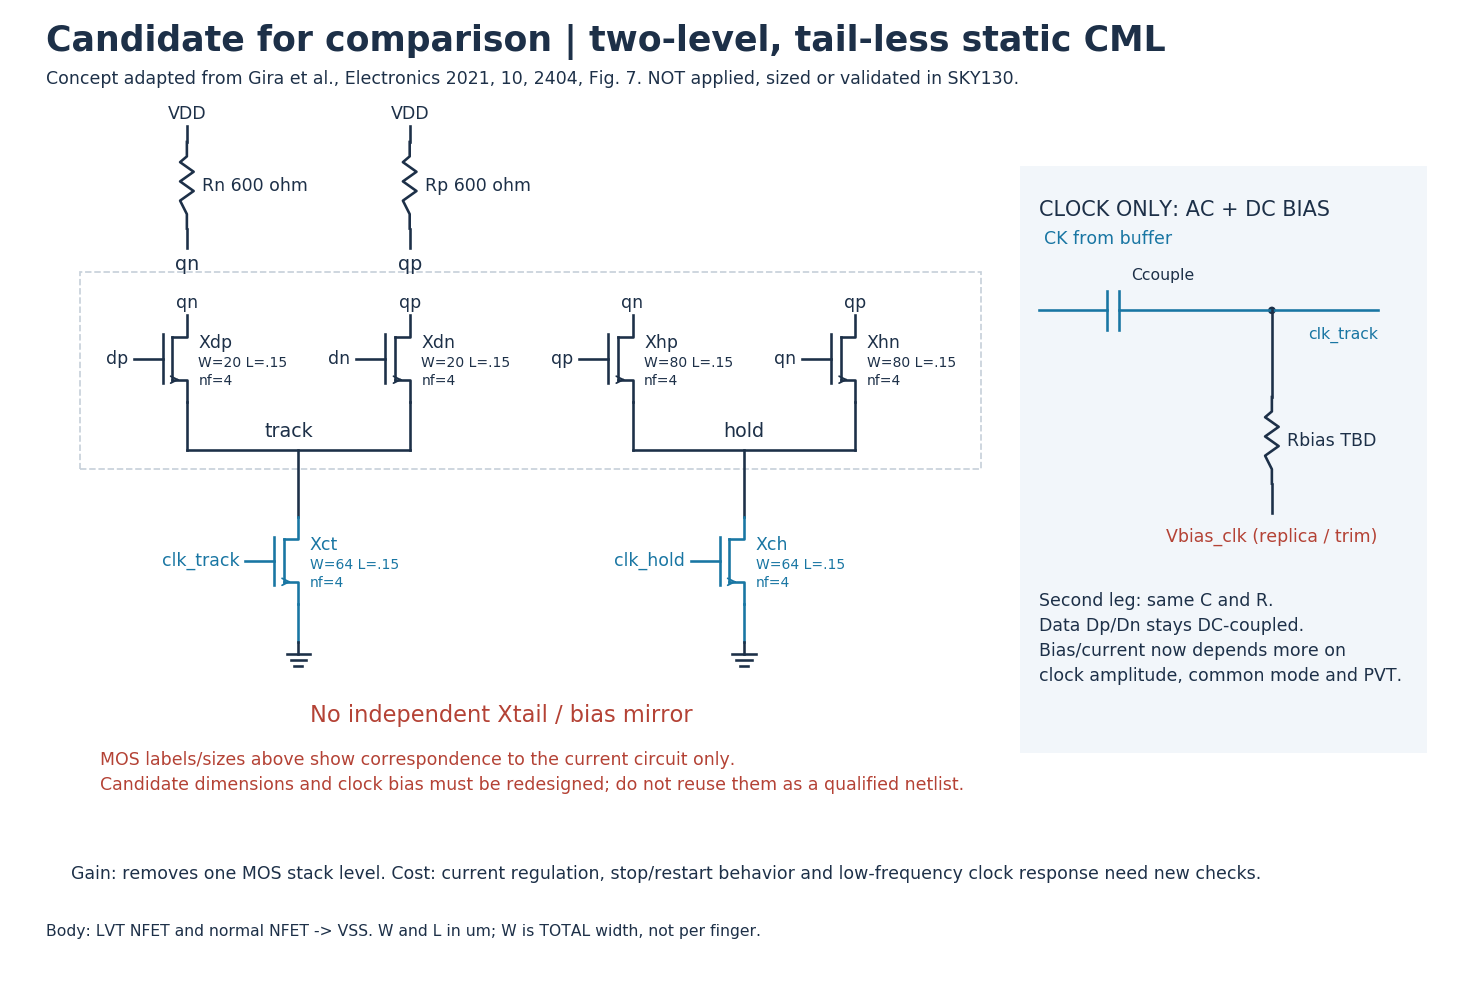 Candidate for comparison | two-level, tail-less static CML
Concept adapted from Gira et al., Electronics 2021, 10, 2404, Fig. 7. NOT applied, sized or validated in SKY130.
VDD
VDD
Rn 600 ohm
Rp 600 ohm
qn
qp
qn
qp
qn
qp
dp
Xdp
W=20 L=.15
nf=4
dn
Xdn
W=20 L=.15
nf=4
qp
Xhp
W=80 L=.15
nf=4
qn
Xhn
W=80 L=.15
nf=4
track
hold
clk_track
Xct
W=64 L=.15
nf=4
clk_hold
Xch
W=64 L=.15
nf=4
No independent Xtail / bias mirror
MOS labels/sizes above show correspondence to the current circuit only.
Candidate dimensions and clock bias must be redesigned; do not reuse them as a qualified netlist.
CLOCK ONLY: AC + DC BIAS
CK from buffer
Ccouple
clk_track
Rbias TBD
Vbias_clk (replica / trim)
Second leg: same C and R.
Data Dp/Dn stays DC-coupled.
Bias/current now depends more on
clock amplitude, common mode and PVT.
Gain: removes one MOS stack level. Cost: current regulation, stop/restart behavior and low-frequency clock response need new checks.
Body: LVT NFET and normal NFET -> VSS. W and L in um; W is TOTAL width, not per finger.